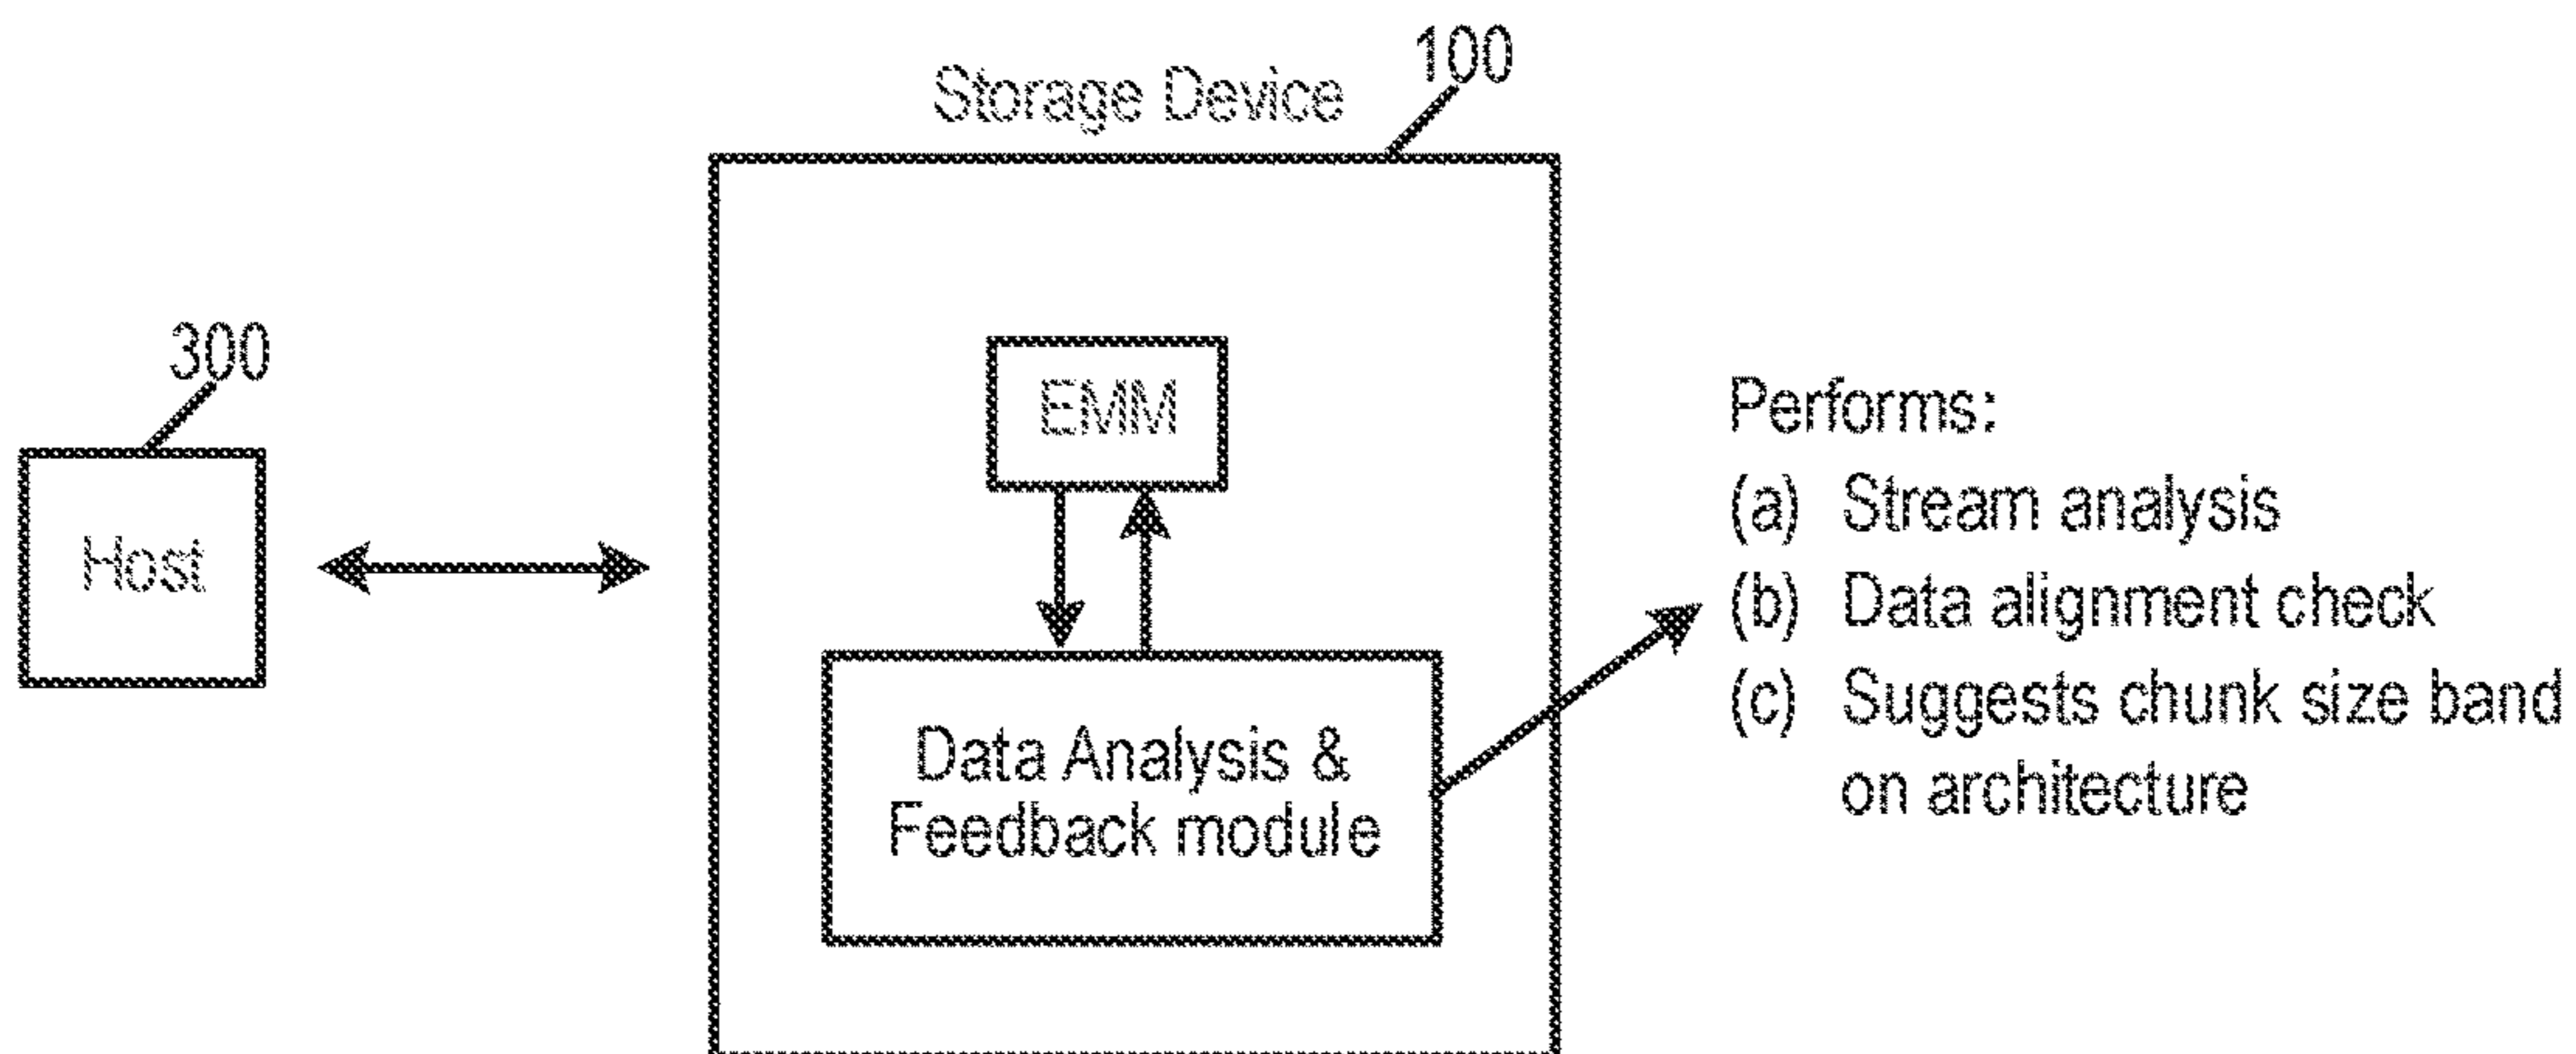 100
Storage Device
300
Host
EMM
Data Analysis &
Feedback module
Performs:
(a) Stream analysis
(b) Data alignment check
(c) Suggests chunk size band
on architecture